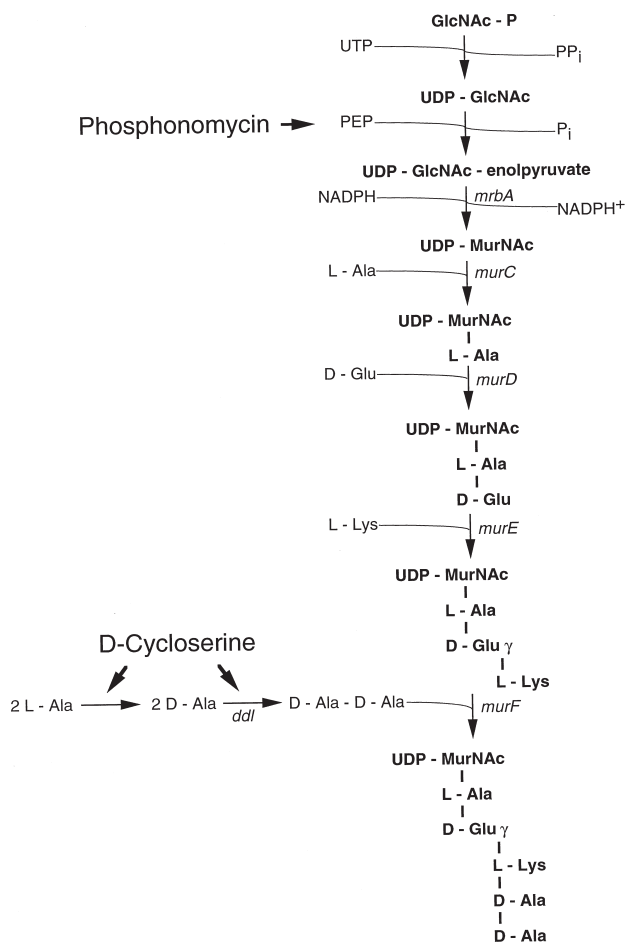 GlcNAc - P
UTP
PPi
UDP - GlcNAc
Phosphonomycin
PEP
Pi
UDP - GlcNAc - enolpyruvate
NADPH
mrbA
NADPH+
UDP - MurNAc
L - Ala
murC
UDP - MurNAc
L - Ala
D - Glu
murD
UDP - MurNAc
L - Ala
D - Glu
L - Lys
murE
UDP - MurNAc
L - Ala
D - Glu γ
L - Lys
D-Cycloserine
2 L - Ala
2 D - Ala
ddl
D - Ala - D - Ala
murF
UDP - MurNAc
L - Ala
D - Glu γ
L - Lys
D - Ala
D - Ala